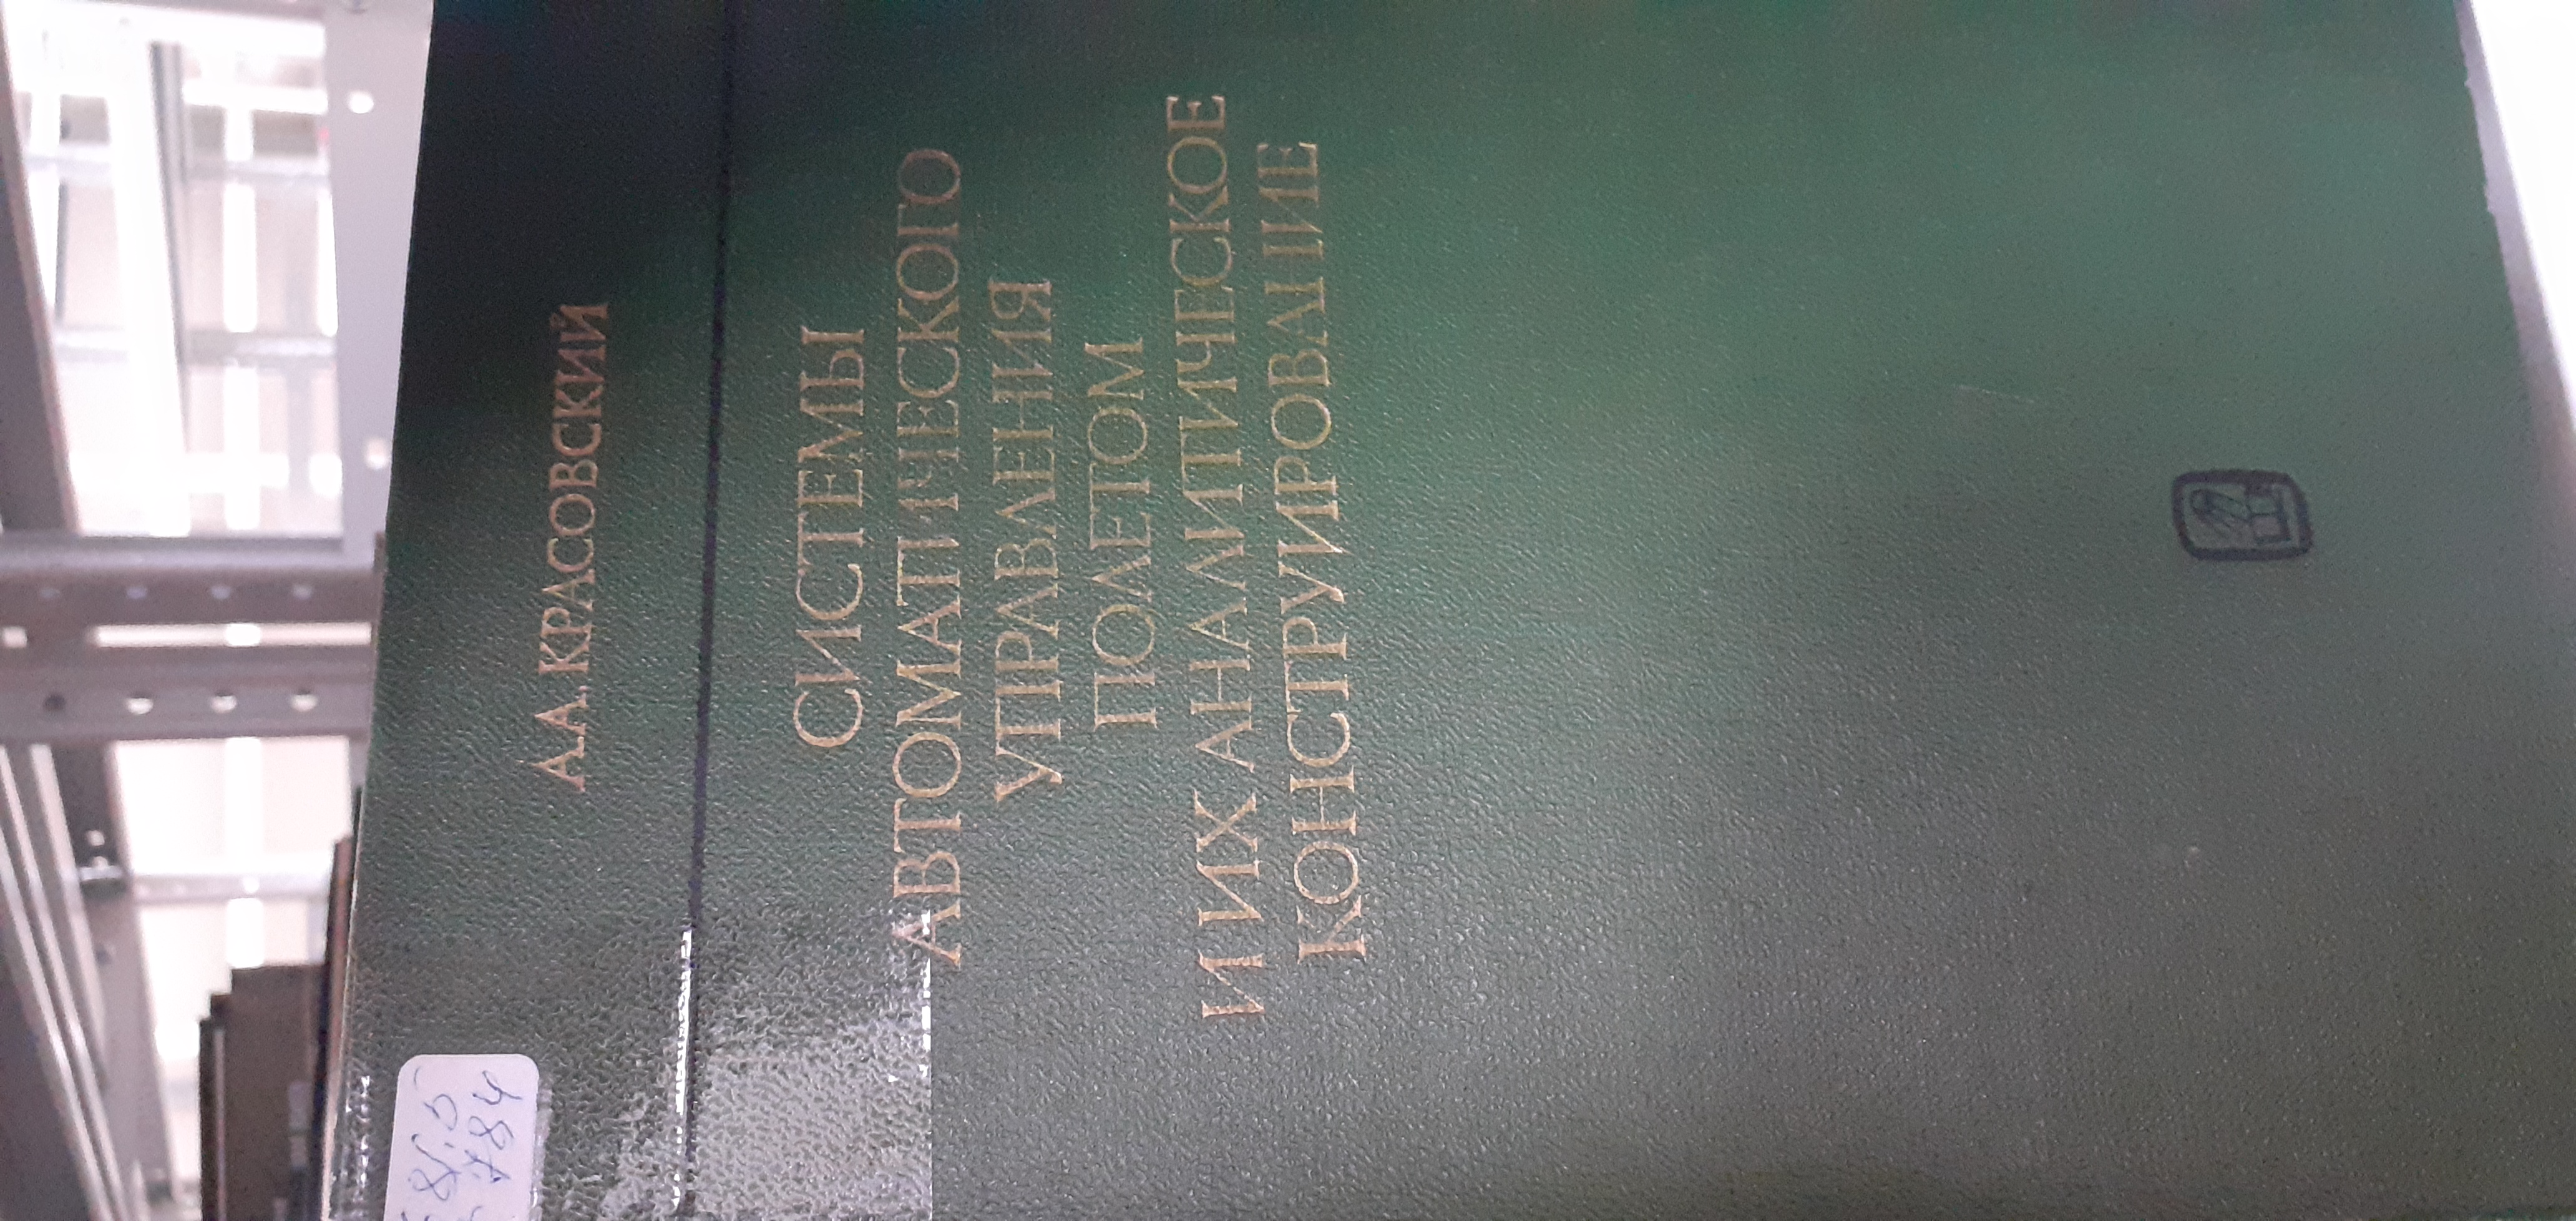 А.А. КРАСОВСКИЙ
СИСТЕМЫ
АВТОМАТИЧЕСКОГО
УПРАВЛЕНИЯ
ПОЛЕТОМ
И ИХ АНАЛИТИЧЕСКОЕ
КОНСТРУИРОВАНИЕ